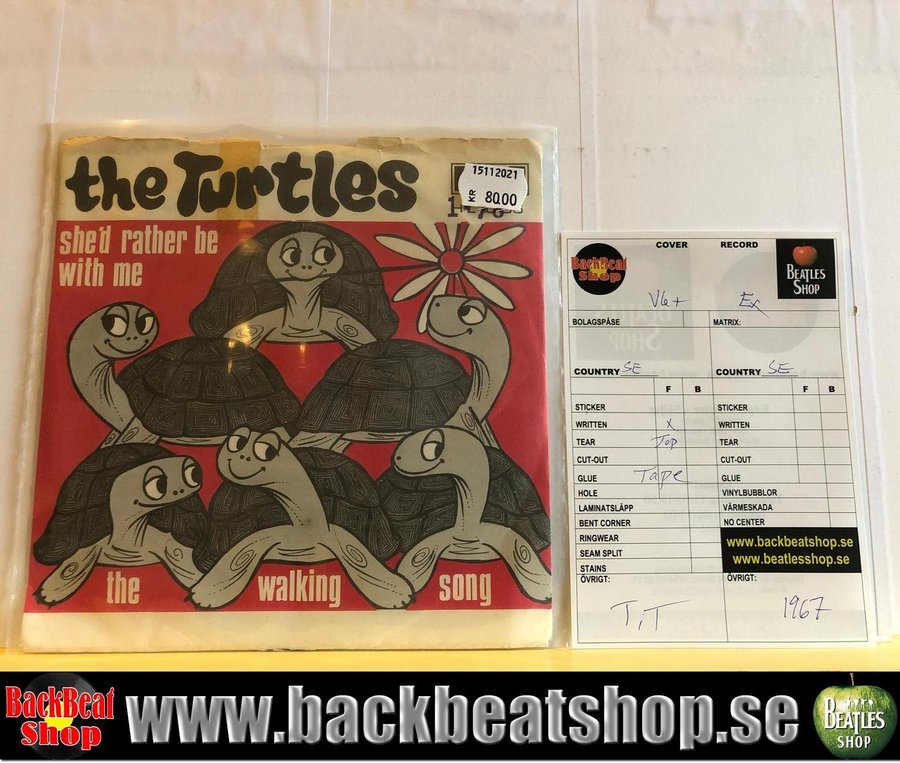 the Turtles
15112021
KR 80.00
she'd rather be
with me
the walking song
COVER RECORD
BackBeat
Shop
BEATLES
SHOP
VG+ Ex
BOLAGSPÅSE MATRIX:
COUNTRY SE COUNTRY SE
F B F B
STICKER STICKER
WRITTEN X WRITTEN
TEAR Top TEAR
CUT-OUT CUT-OUT
GLUE Tape GLUE
HOLE VINYLBUBBLOR
LAMINATSLÄPP VÄRMESKADA
BENT CORNER NO CENTER
RINGWEAR www.backbeatshop.se
SEAM SPLIT www.beatlesshop.se
STAINS
ÖVRIGT: ÖVRIGT:
TiT 1967
BackBeat
Shop
www.backbeatshop.se
BEATLES
SHOP